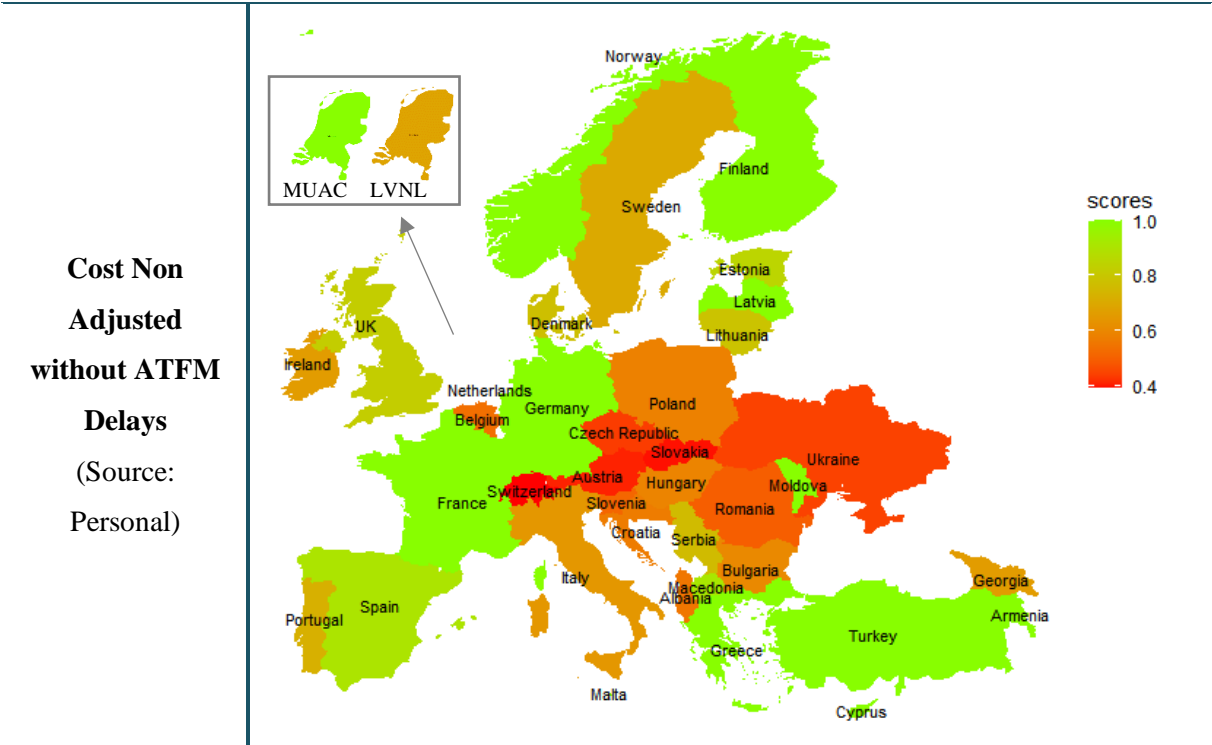 Cost Non
Adjusted
without ATFM
Delays
(Source:
Personal)
MUAC
LVNL
Norway
Finland
Sweden
Estonia
Latvia
Lithuania
Denmark
UK
Ireland
Netherlands
Belgium
Germany
Poland
Czech Republic
Slovakia
Ukraine
Austria
Switzerland
Hungary
Moldova
France
Slovenia
Romania
Croatia
Serbia
Bulgaria
Italy
Macedonia
Albania
Georgia
Spain
Portugal
Armenia
Turkey
Greece
Malta
Cyprus
scores
1.0
0.8
0.6
0.4